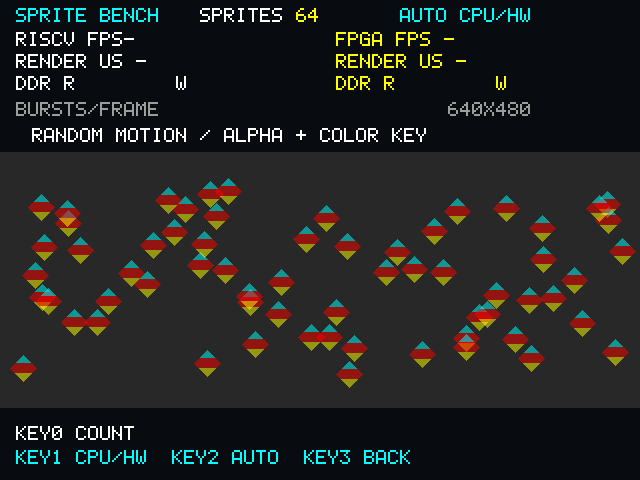 SPRITE BENCH SPRITES 64 AUTO CPU/HW
RISCV FPS- FPGA FPS -
RENDER US - RENDER US -
DDR R W DDR R W
BURSTS/FRAME 640X480
RANDOM MOTION / ALPHA + COLOR KEY
KEY0 COUNT
KEY1 CPU/HW KEY2 AUTO KEY3 BACK